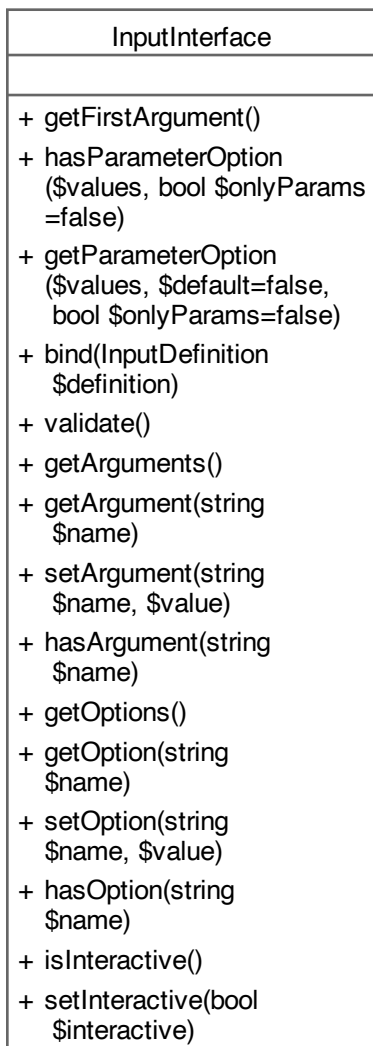 InputInterface
+ getFirstArgument()
+ hasParameterOption
($values, bool $onlyParams
=false)
+ getParameterOption
($values, $default=false,
bool $onlyParams=false)
+ bind(InputDefinition
$definition)
+ validate()
+ getArguments()
+ getArgument(string
$name)
+ setArgument(string
$name, $value)
+ hasArgument(string
$name)
+ getOptions()
+ getOption(string
$name)
+ setOption(string
$name, $value)
+ hasOption(string
$name)
+ isInteractive()
+ setInteractive(bool
$interactive)